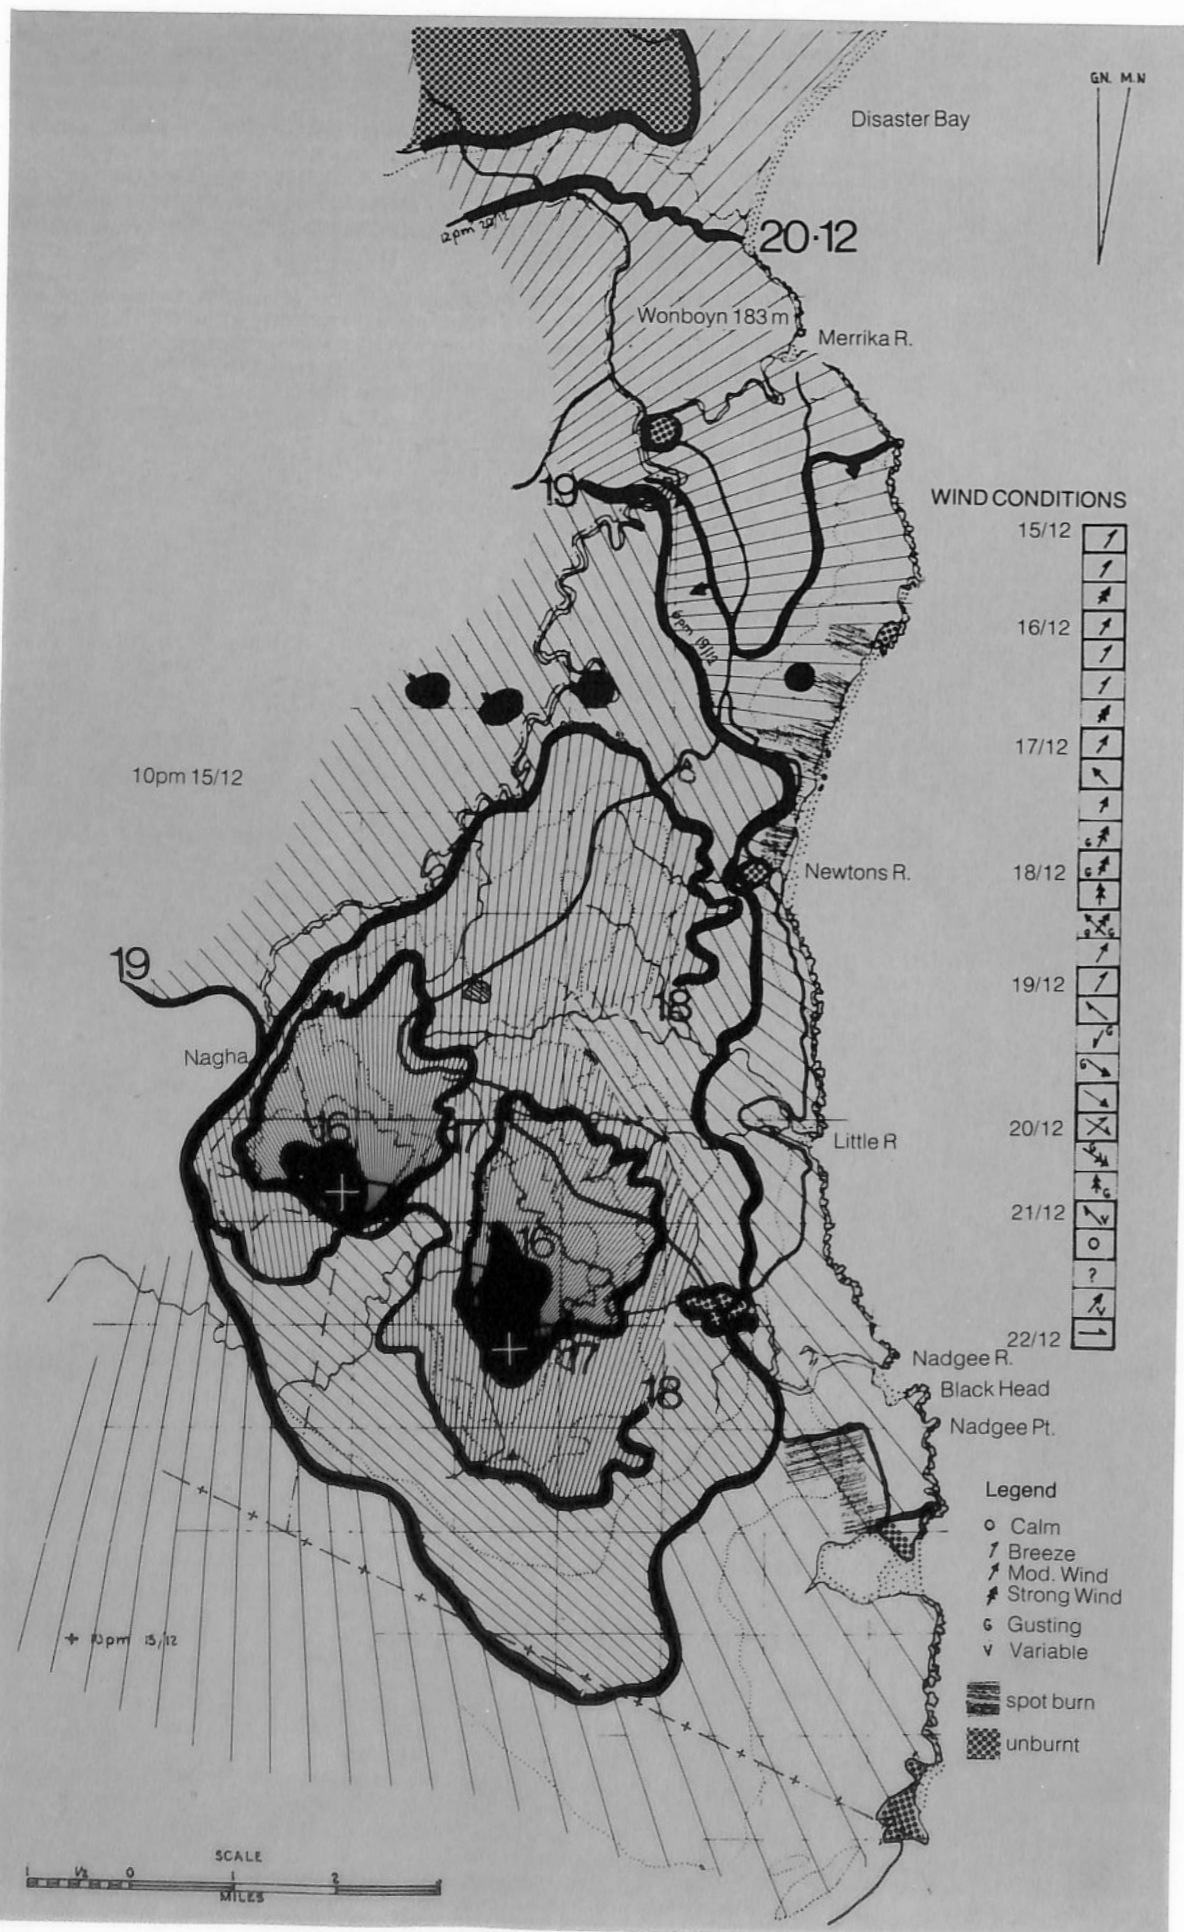 G.N. M.N
Disaster Bay
12pm 20/12
20·12
Wonboyn 183 m
Merrika R.
19
6pm 19/12
10pm 15/12
Newtons R.
19
18
Nagha
16
17
Little R
16
17
18
Nadgee R.
Black Head
Nadgee Pt.
10pm 15/12
WIND CONDITIONS
15/12
16/12
17/12
G
18/12
G
G G
19/12
G
G
20/12
G
G
21/12
V
?
V
22/12
Legend
Calm
Breeze
Mod. Wind
Strong Wind
G Gusting
V Variable
spot burn
unburnt
SCALE
1 ½ 0 1 2 3
MILES